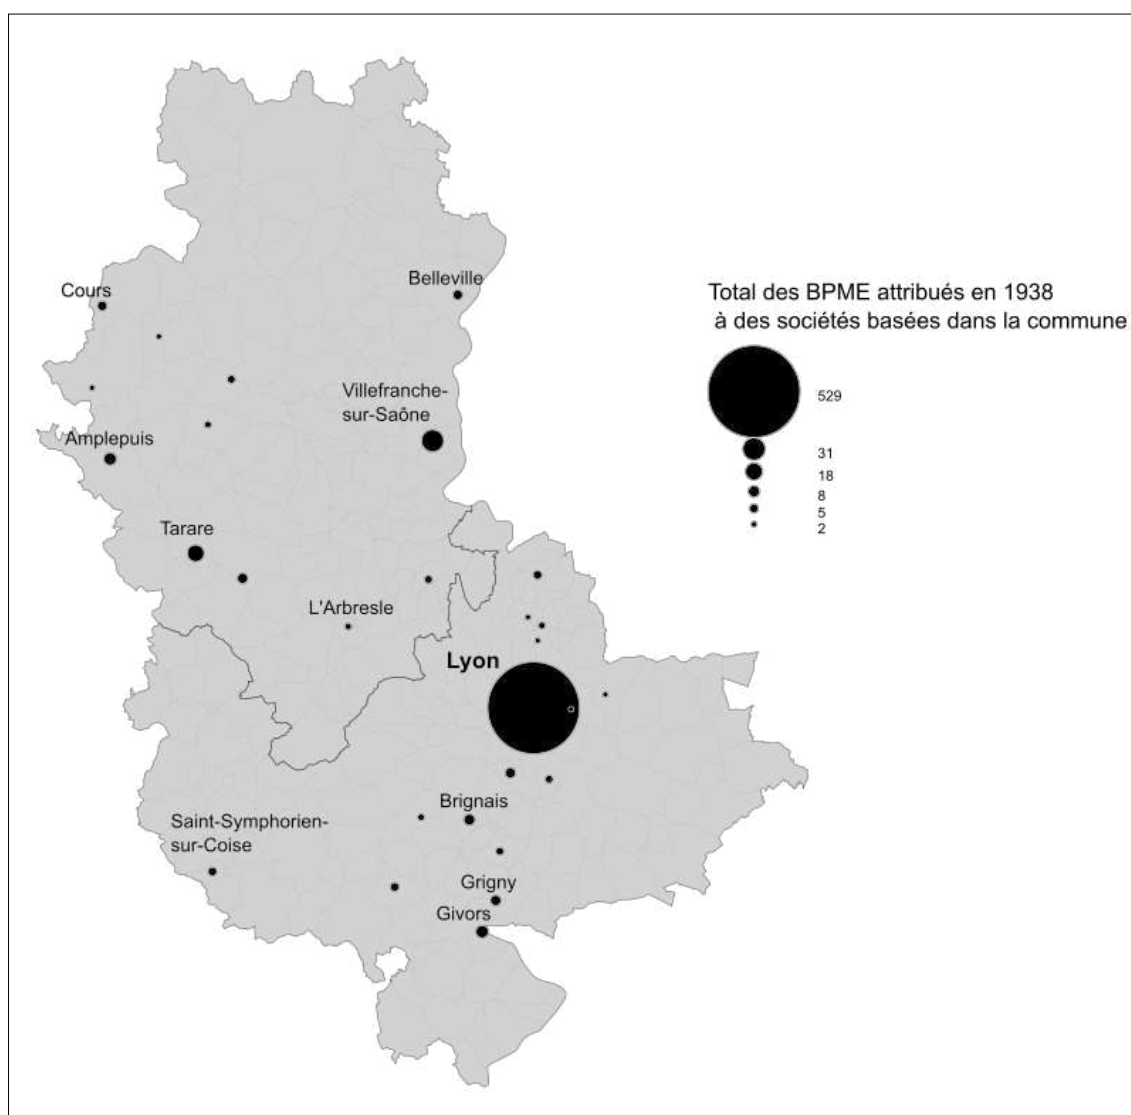 Belleville
Cours
Villefranche-
sur-Saône
Amplepuis
Tarare
L'Arbresle
Lyon
Brignais
Saint-Symphorien-
sur-Coise
Grigny
Givors
Total des BPME attribués en 1938
à des sociétés basées dans la commune
529
31
18
8
5
2